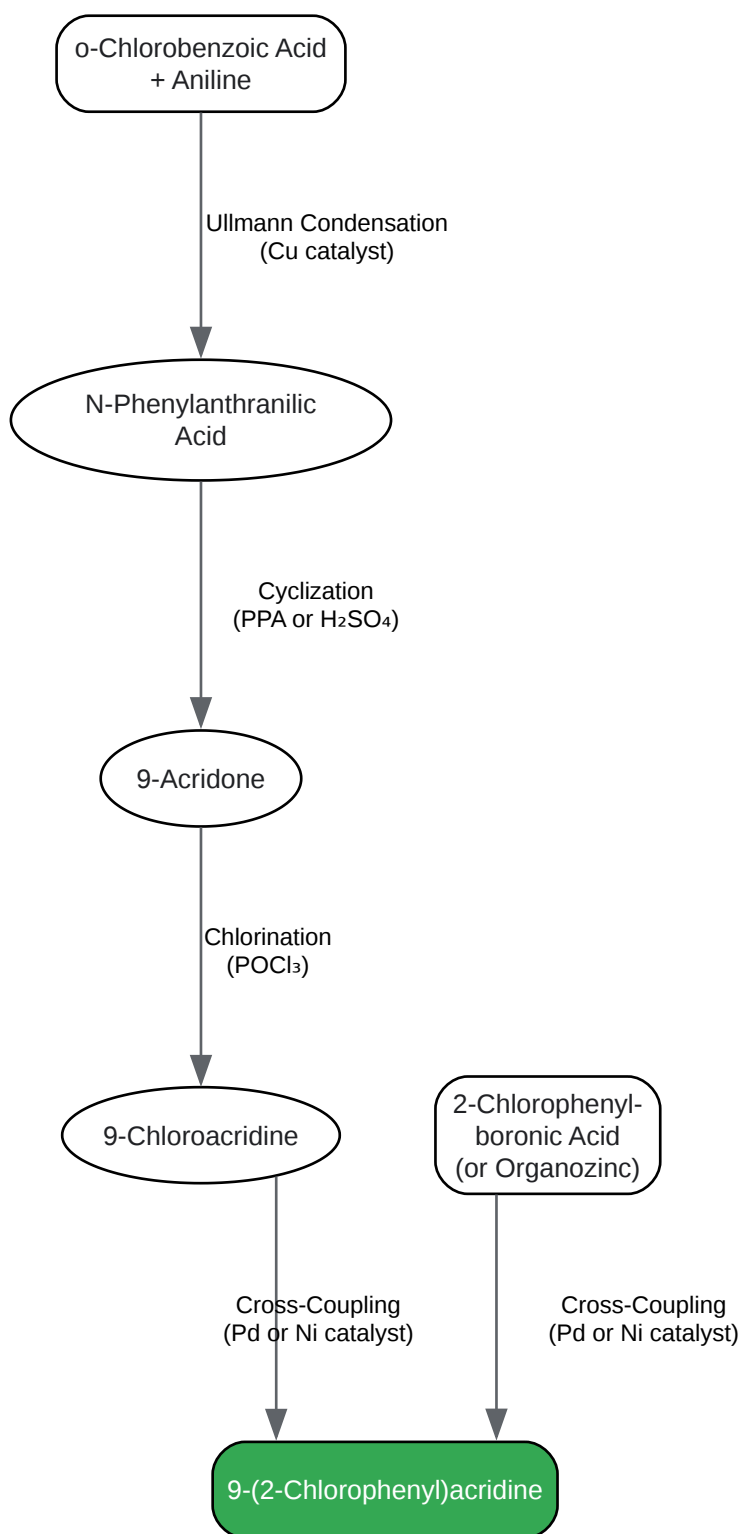 o-Chlorobenzoic Acid
+ Aniline
Ullmann Condensation
(Cu catalyst)
N-Phenylanthranilic
Acid
Cyclization
(PPA or H₂SO₄)
9-Acridone
Chlorination
(POCl₃)
9-Chloroacridine
2-Chlorophenyl-
boronic Acid
(or Organozinc)
Cross-Coupling
(Pd or Ni catalyst)
Cross-Coupling
(Pd or Ni catalyst)
9-(2-Chlorophenyl)acridine